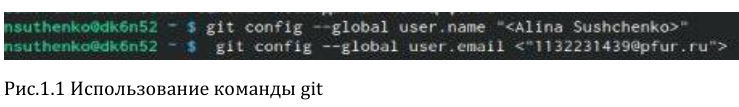 nsuthenko@dk6n52 ~ $ git config --global user.name "<Alina Sushchenko>"
nsuthenko@dk6n52 ~ $  git config --global user.email <"1132231439@pfur.ru">
Рис.1.1 Использование команды git